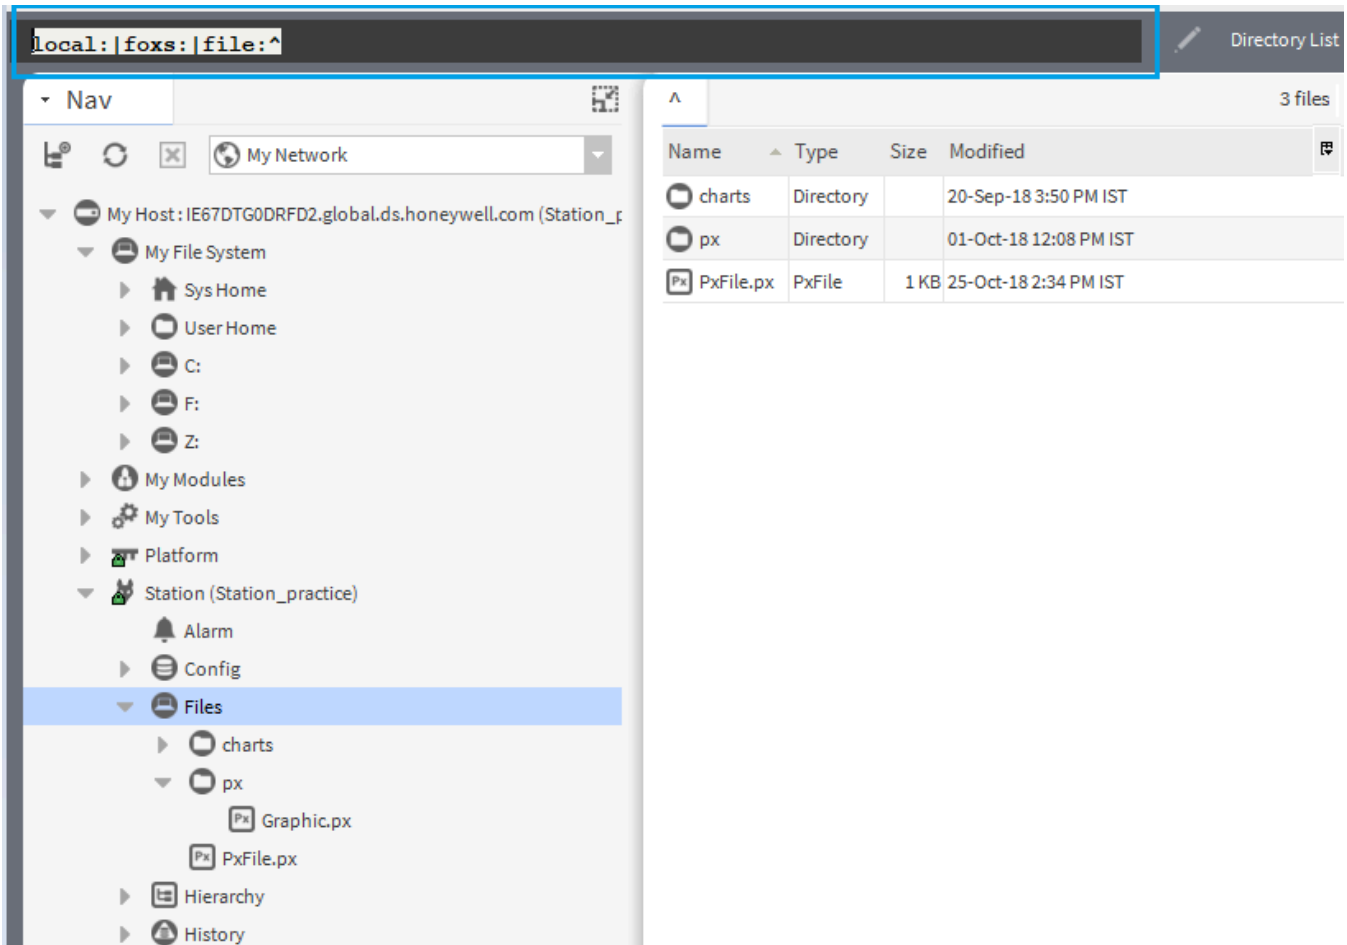 local:|foxs:|file:^
Directory List
Nav
^
3 files
My Network
Name Type Size Modified
charts Directory 20-Sep-18 3:50 PM IST
px Directory 01-Oct-18 12:08 PM IST
Px PxFile.px PxFile 1 KB 25-Oct-18 2:34 PM IST
My Host : IE67DTG0DRFD2.global.ds.honeywell.com (Station_p
My File System
Sys Home
User Home
C:
F:
Z:
My Modules
My Tools
Platform
Station (Station_practice)
Alarm
Config
Files
charts
px
Px Graphic.px
Px PxFile.px
Hierarchy
History